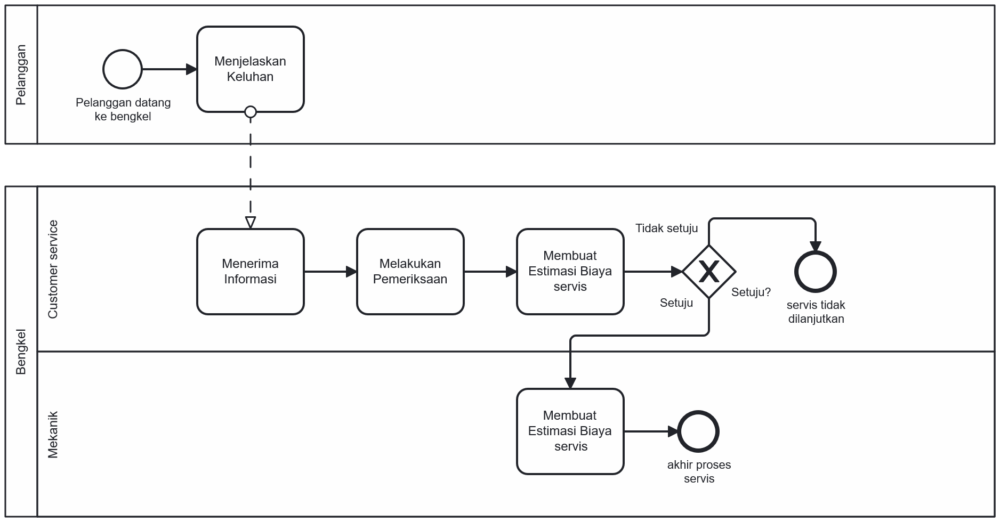 Pelanggan
Menjelaskan
Keluhan
Pelanggan datang
ke bengkel
Bengkel
Customer service
Menerima
Informasi
Melakukan
Pemeriksaan
Membuat
Estimasi Biaya
servis
Tidak setuju
Setuju?
Setuju
servis tidak
dilanjutkan
Mekanik
Membuat
Estimasi Biaya
servis
akhir proses
servis